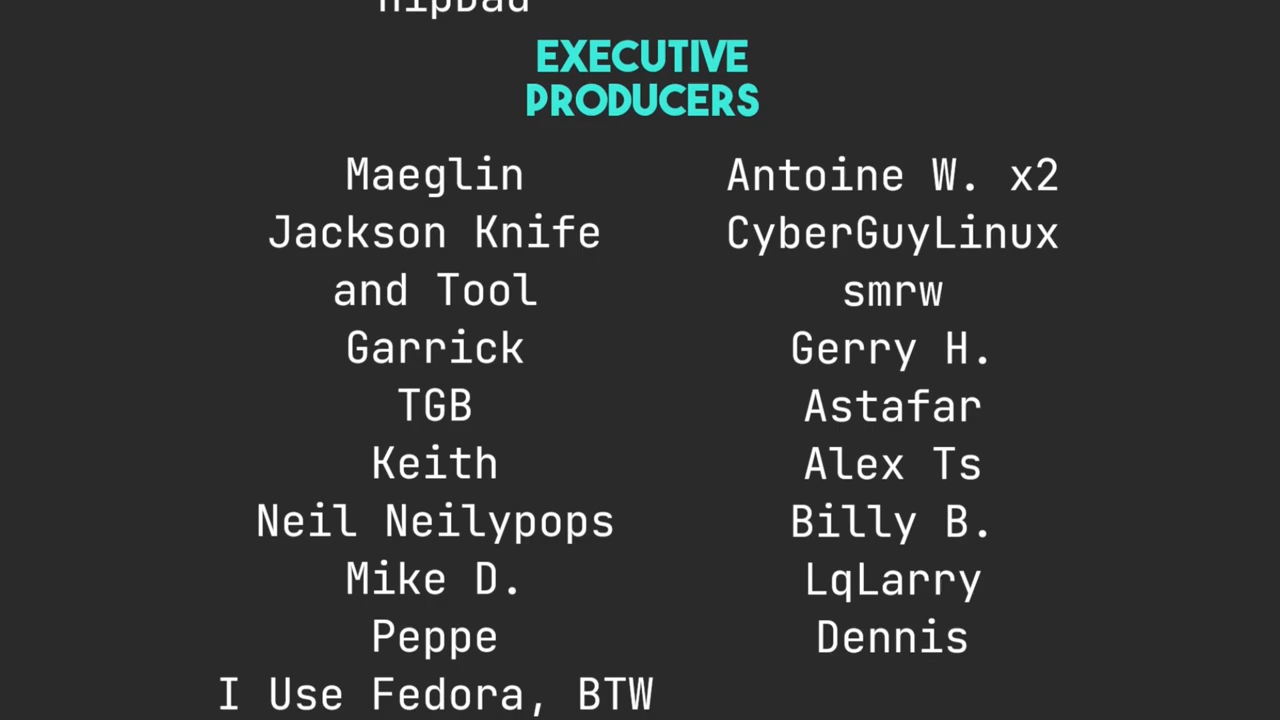 HipDad
EXECUTIVE
PRODUCERS
Maeglin
Jackson Knife
and Tool
Garrick
TGB
Keith
Neil Neilypops
Mike D.
Peppe
I Use Fedora, BTW
Antoine W. x2
CyberGuyLinux
smrw
Gerry H.
Astafar
Alex Ts
Billy B.
LqLarry
Dennis